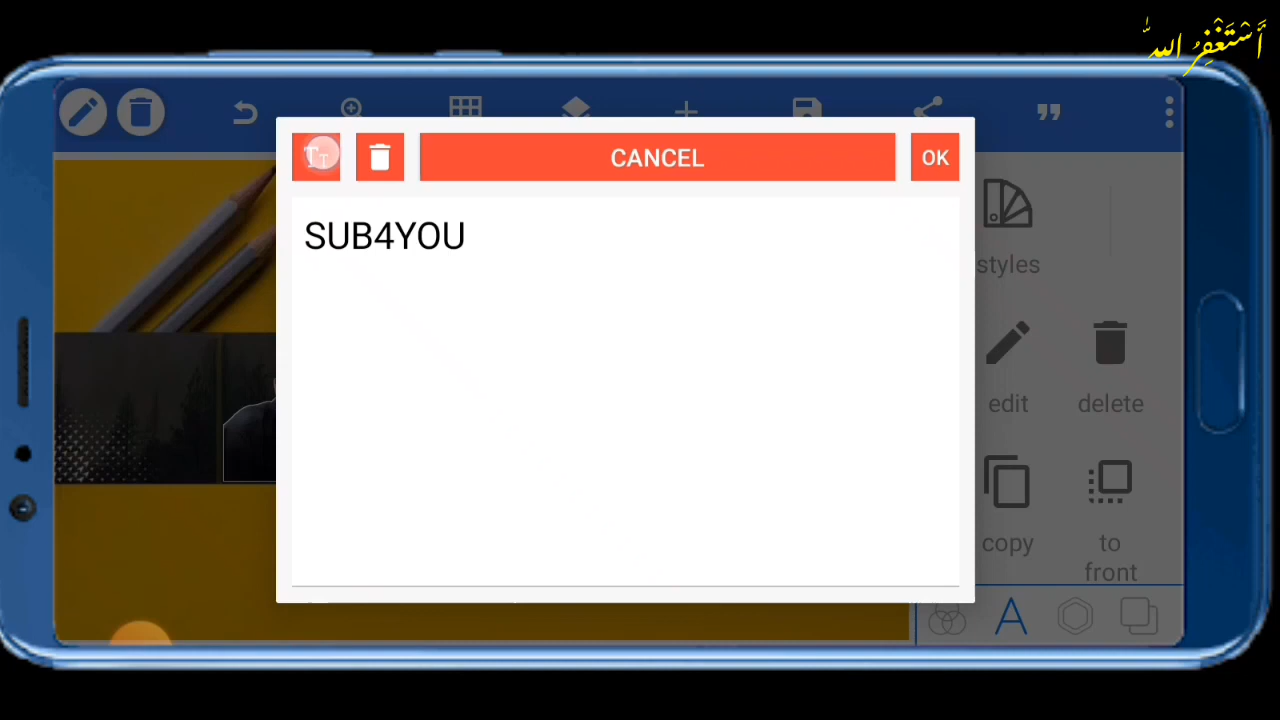 أَسْتَغْفِرُ اللهَ
CANCEL
OK
SUB4YOU
styles
edit
delete
copy
to
front